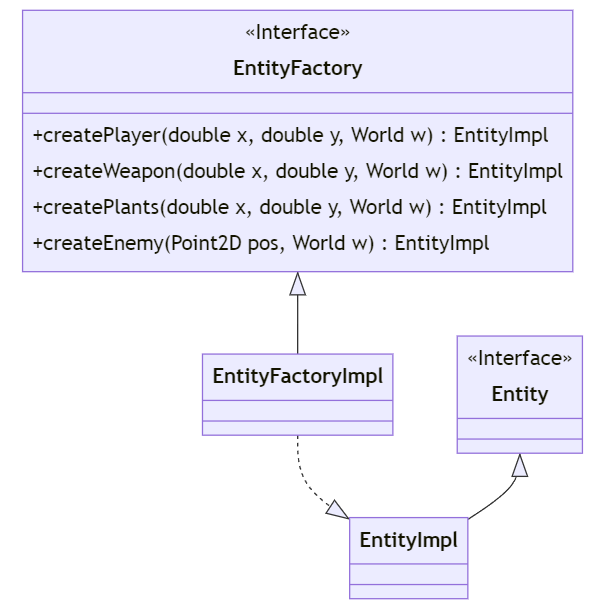 «Interface»
EntityFactory
+createPlayer(double x, double y, World w) : EntityImpl
+createWeapon(double x, double y, World w) : EntityImpl
+createPlants(double x, double y, World w) : EntityImpl
+createEnemy(Point2D pos, World w) : EntityImpl
EntityFactoryImpl
«Interface»
Entity
EntityImpl